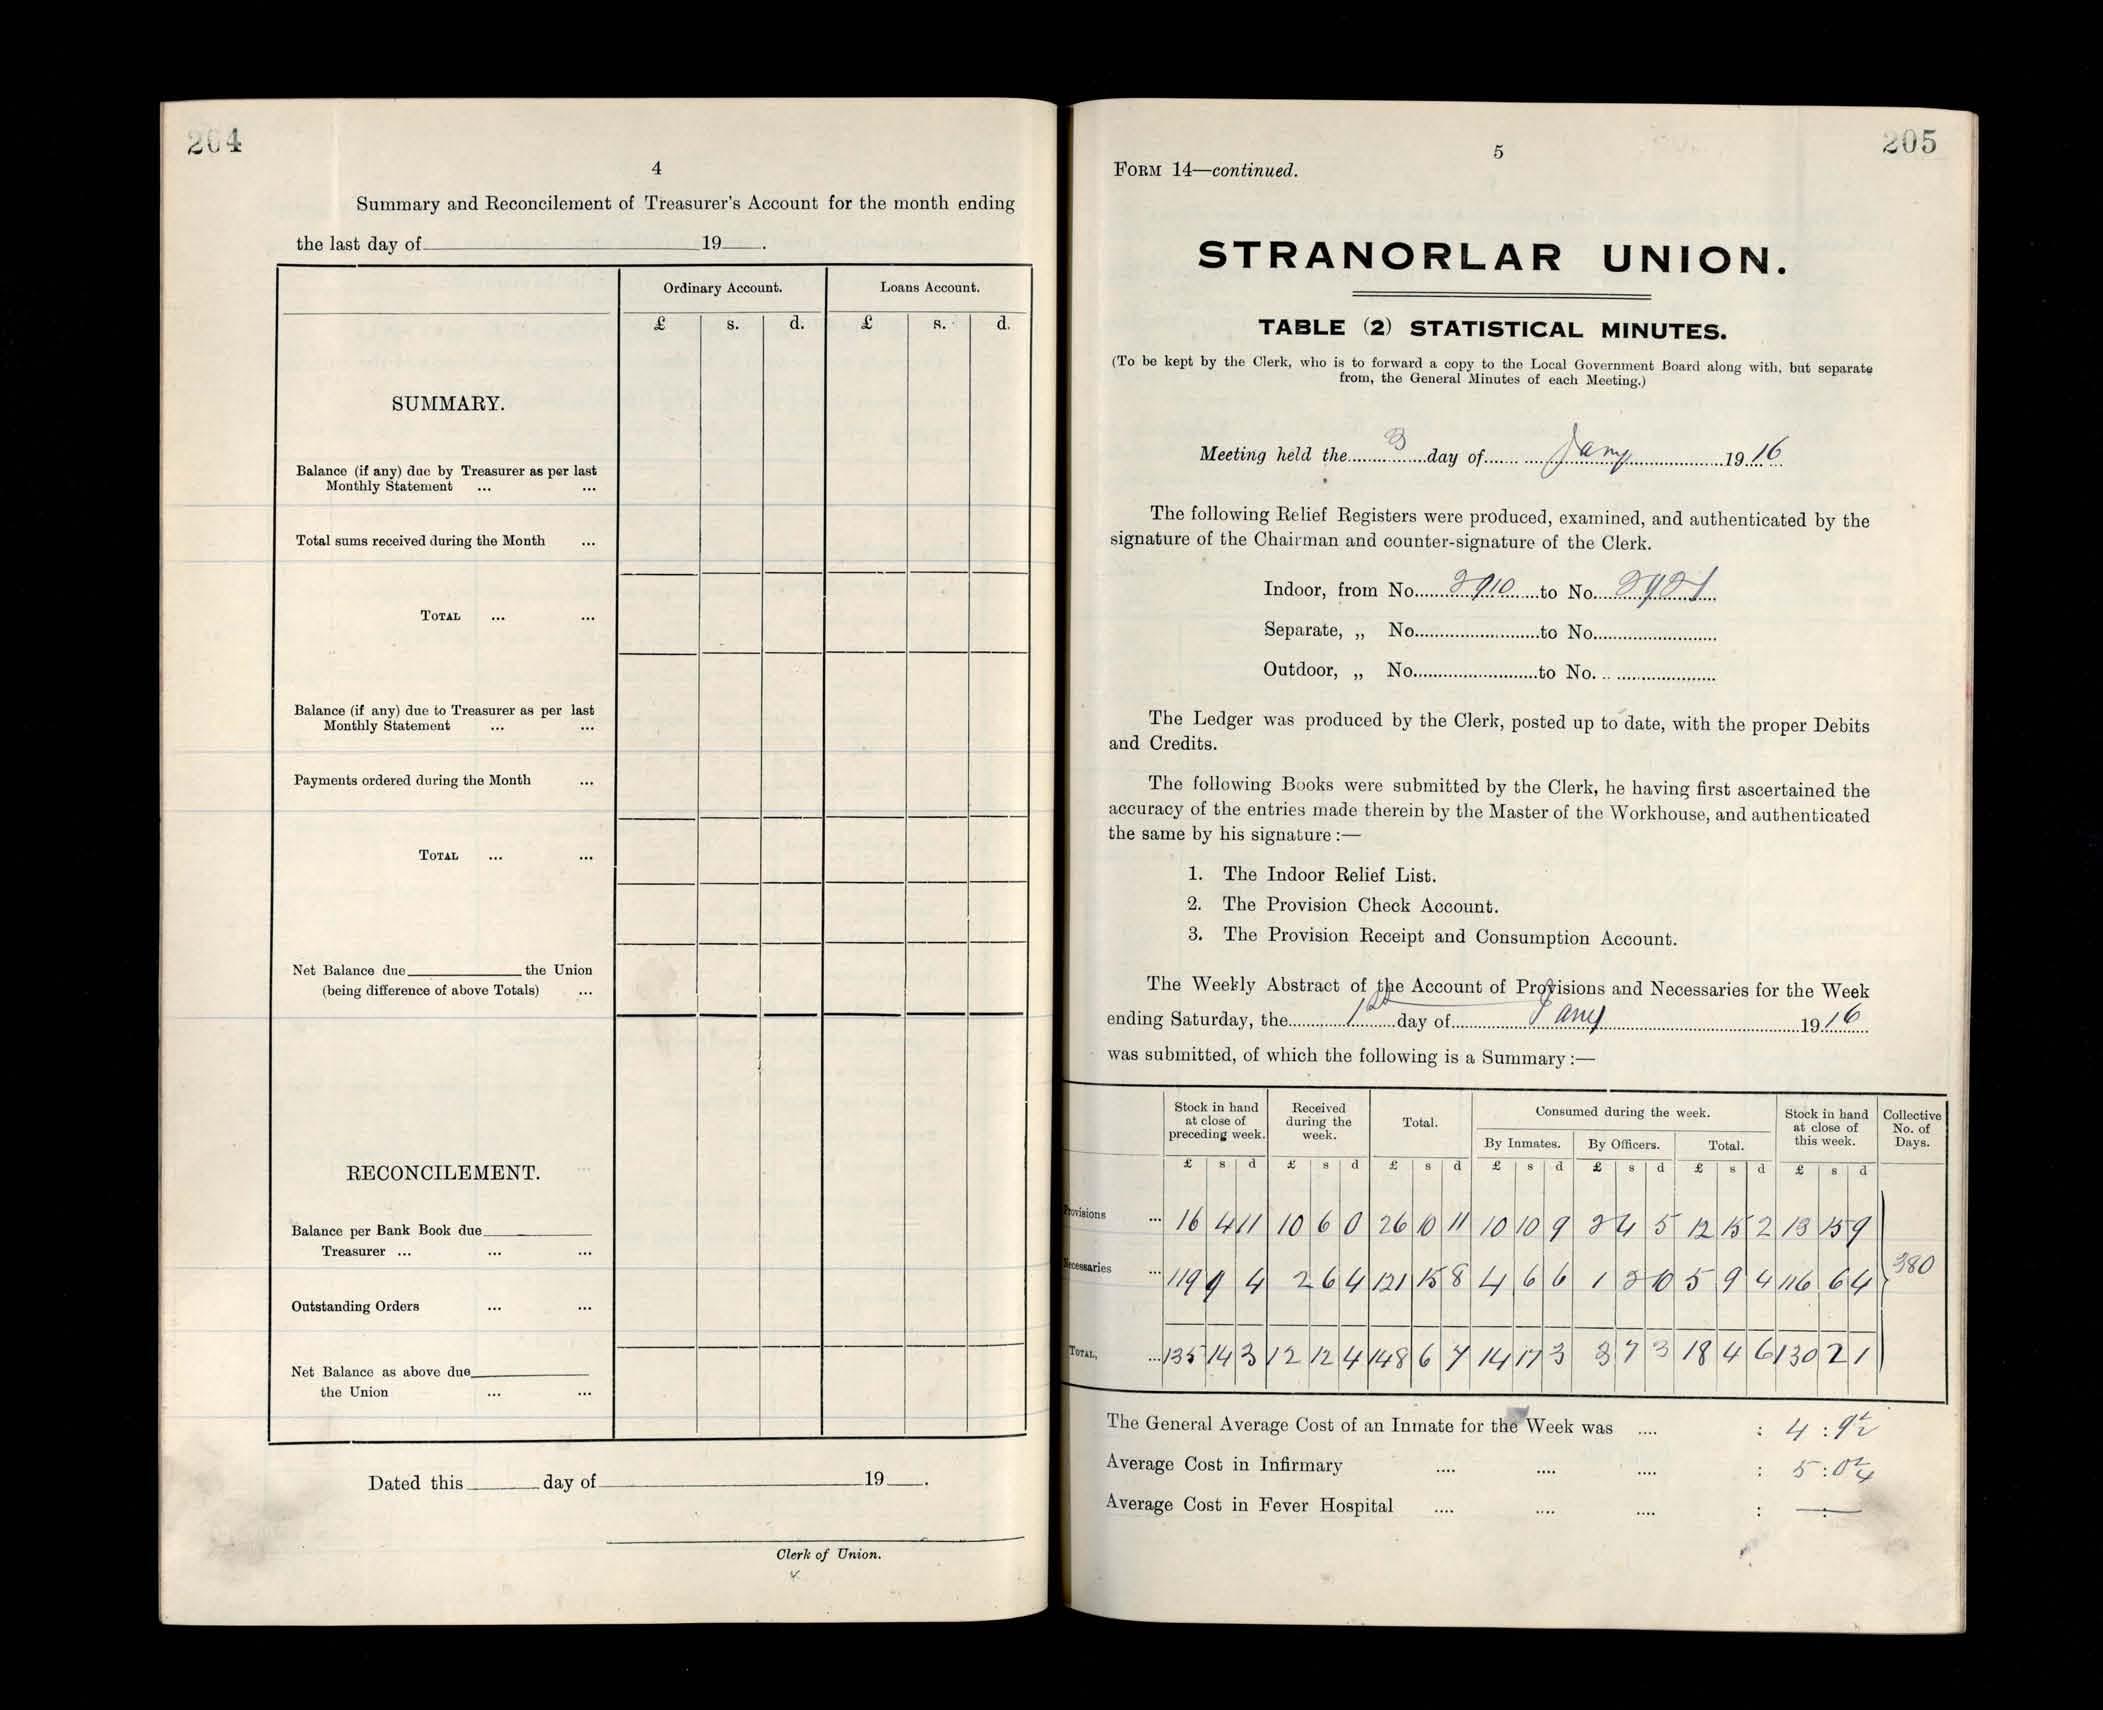 204
4
Summary and Reconcilement of Treasurer's Account for the month ending
the last day of 19 .
Ordinary Account. Loans Account.
£ s. d. £ s. d.
SUMMARY.
Balance (if any) due by Treasurer as per last
Monthly Statement ... ...
Total sums received during the Month ...
TOTAL ... ...
Balance (if any) due to Treasurer as per last
Monthly Statement ... ...
Payments ordered during the Month ...
TOTAL ... ...
Net Balance due the Union
(being difference of above Totals) ...
RECONCILEMENT.
Balance per Bank Book due
Treasurer ... ... ...
Outstanding Orders ... ...
Net Balance as above due
the Union ... ...
Dated this day of 19 .
Clerk of Union.
205
5
FORM 14—continued.
STRANORLAR UNION.
TABLE (2) STATISTICAL MINUTES.
(To be kept by the Clerk, who is to forward a copy to the Local Government Board along with, but separate
from, the General Minutes of each Meeting.)
Meeting held the 3 day of Jany 1916
The following Relief Registers were produced, examined, and authenticated by the
signature of the Chairman and counter-signature of the Clerk.
Indoor, from No. 2910 to No. 2921
Separate, „ No. to No.
Outdoor, „ No. to No.
The Ledger was produced by the Clerk, posted up to date, with the proper Debits
and Credits.
The following Books were submitted by the Clerk, he having first ascertained the
accuracy of the entries made therein by the Master of the Workhouse, and authenticated
the same by his signature :—
1. The Indoor Relief List.
2. The Provision Check Account.
3. The Provision Receipt and Consumption Account.
The Weekly Abstract of the Account of Provisions and Necessaries for the Week
ending Saturday, the 1st day of Jany 1916
was submitted, of which the following is a Summary :—
Stock in hand at close of preceding week. Received during the week. Total. Consumed during the week. Stock in hand at close of this week. Collective No. of Days.
By Inmates. By Officers. Total.
£ s d £ s d £ s d £ s d £ s d £ s d £ s d
Provisions ... 16 4 11 10 6 0 26 10 11 10 10 9 2 4 5 12 15 2 13 15 9
Necessaries ... 119 9 4 2 6 4 121 15 8 4 6 6 1 2 10 5 9 4 116 6 4 380
TOTAL, ... 135 14 3 12 12 4 148 6 7 14 17 3 3 7 3 18 4 6 130 2 1
The General Average Cost of an Inmate for the Week was .... : 4 : 9½
Average Cost in Infirmary .... .... .... : 5 : 0¼
Average Cost in Fever Hospital .... .... .... : — : —